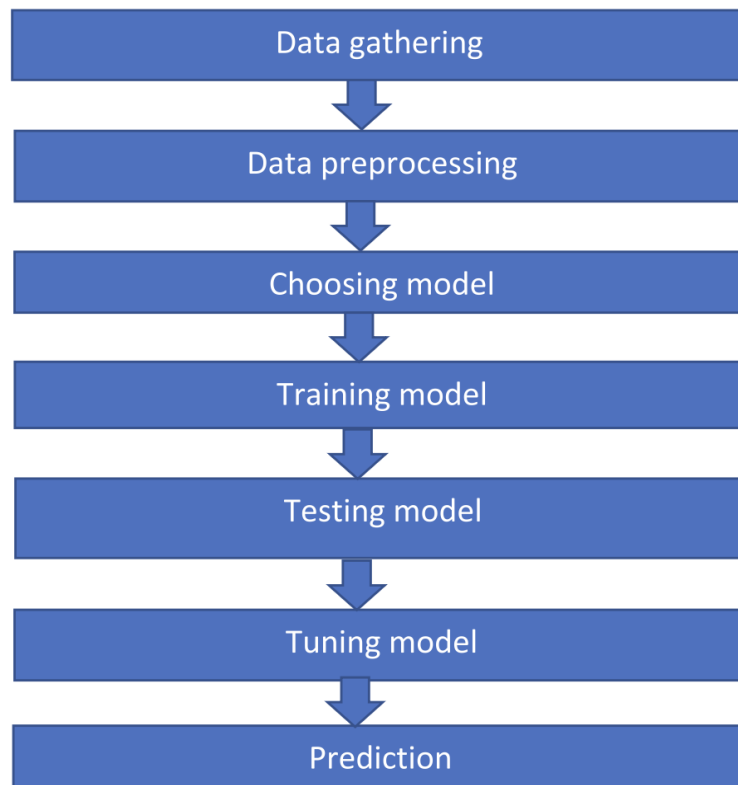 Data gathering
Data preprocessing
Choosing model
Training model
Testing model
Tuning model
Prediction